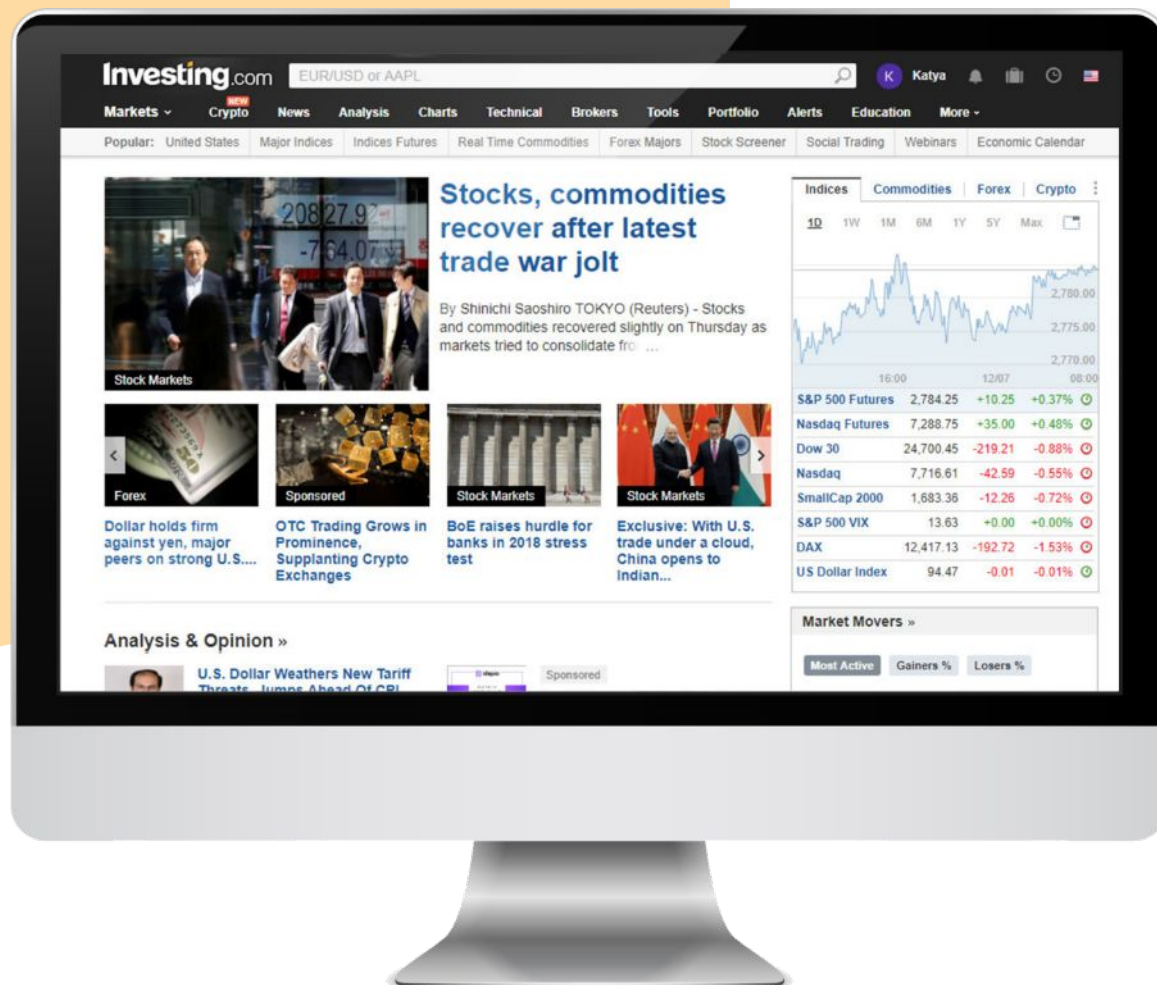 Investing.com
EUR/USD or AAPL
K
Katya
Markets
NEW
Crypto
News
Analysis
Charts
Technical
Brokers
Tools
Portfolio
Alerts
Education
More
Popular:
United States
Major Indices
Indices Futures
Real Time Commodities
Forex Majors
Stock Screener
Social Trading
Webinars
Economic Calendar
Stock Markets
Stocks, commodities
recover after latest
trade war jolt
By Shinichi Saoshiro TOKYO (Reuters) - Stocks
and commodities recovered slightly on Thursday as
markets tried to consolidate fro ...
Forex
Dollar holds firm
against yen, major
peers on strong U.S....
Sponsored
OTC Trading Grows in
Prominence,
Supplanting Crypto
Exchanges
Stock Markets
BoE raises hurdle for
banks in 2018 stress
test
Stock Markets
Exclusive: With U.S.
trade under a cloud,
China opens to
Indian...
Analysis & Opinion »
U.S. Dollar Weathers New Tariff
Threats, Jumps Ahead Of CPI
Sponsored
Indices
Commodities
Forex
Crypto
1D 1W 1M 6M 1Y 5Y Max
2,780.00
2,775.00
2,770.00
16:00 12/07 08:00
S&P 500 Futures 2,784.25 +10.25 +0.37%
Nasdaq Futures 7,288.75 +35.00 +0.48%
Dow 30 24,700.45 -219.21 -0.88%
Nasdaq 7,716.61 -42.59 -0.55%
SmallCap 2000 1,683.36 -12.26 -0.72%
S&P 500 VIX 13.63 +0.00 +0.00%
DAX 12,417.13 -192.72 -1.53%
US Dollar Index 94.47 -0.01 -0.01%
Market Movers »
Most Active
Gainers %
Losers %